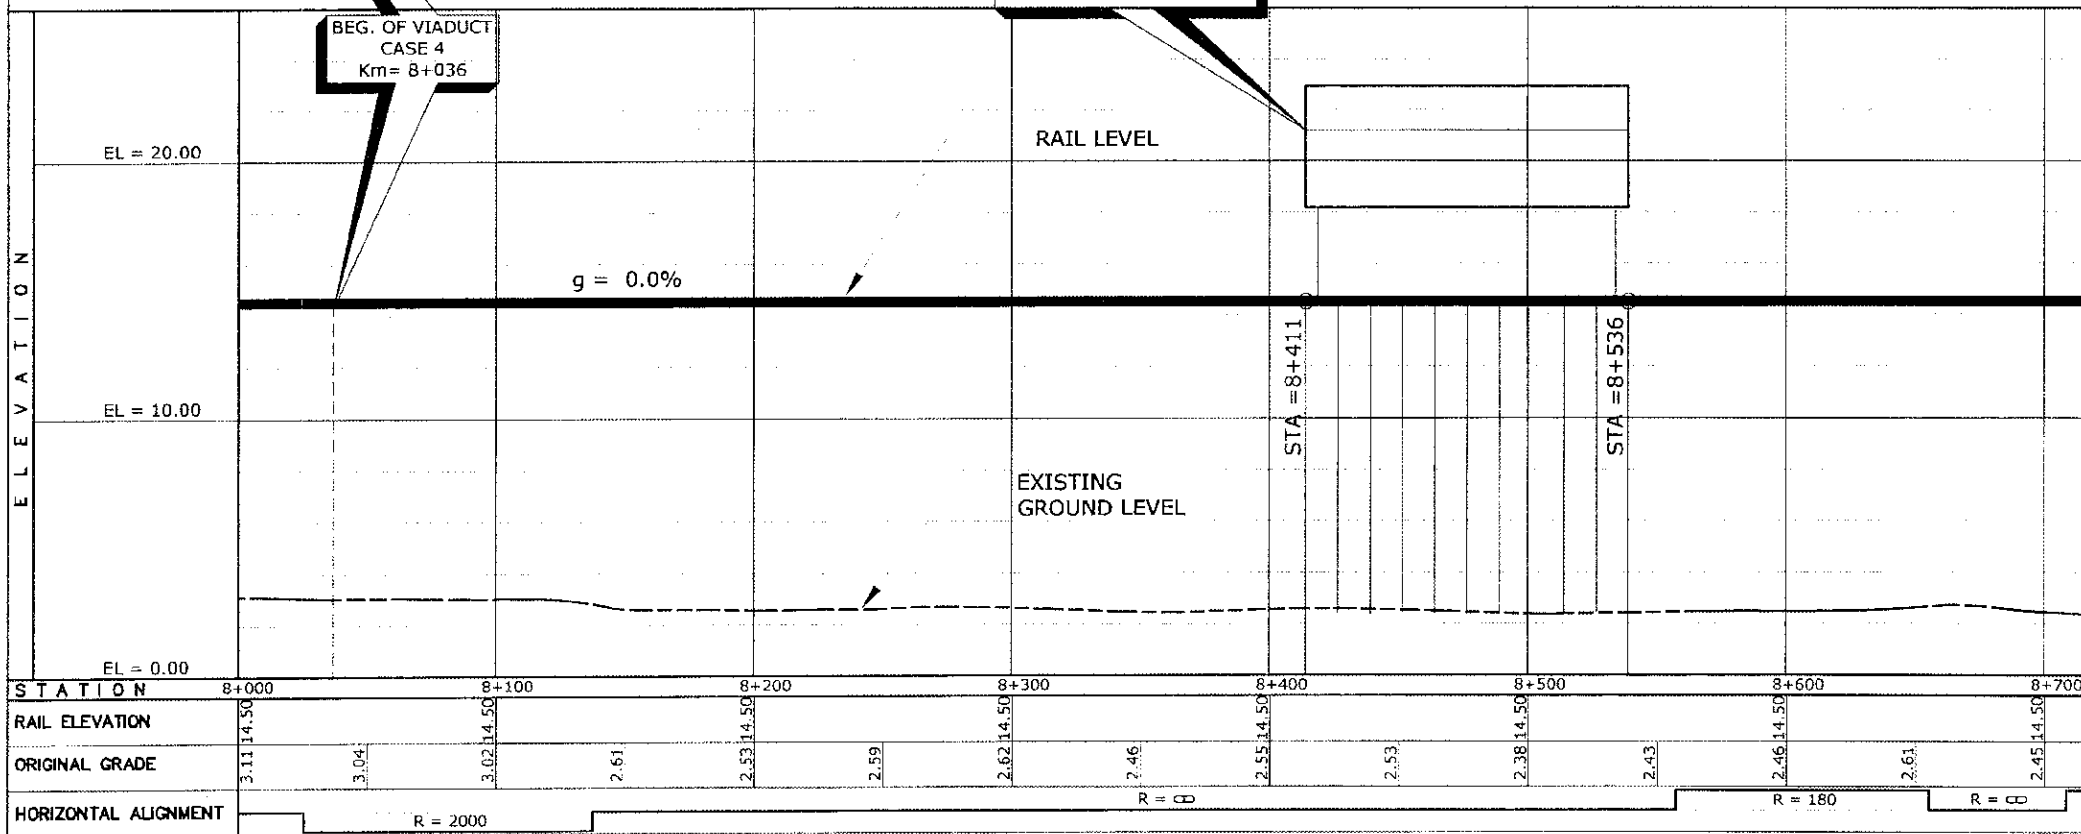 BEG. OF VIADUCT
CASE 4
Km= 8+036
RAIL LEVEL
EL = 20.00
g = 0.0%
STA =8+411
STA =8+536
ELEVATION
EL = 10.00
EXISTING
GROUND LEVEL
EL = 0.00
STATION 8+000 8+100 8+200 8+300 8+400 8+500 8+600 8+700
RAIL ELEVATION 14.50 14.50 14.50 14.50 14.50 14.50 14.50 14.50
ORIGINAL GRADE 3.11 3.04 3.02 2.61 2.53 2.59 2.62 2.46 2.55 2.53 2.38 2.43 2.46 2.61 2.45
HORIZONTAL ALIGNMENT R = 2000 R = ∞ R = 180 R = ∞